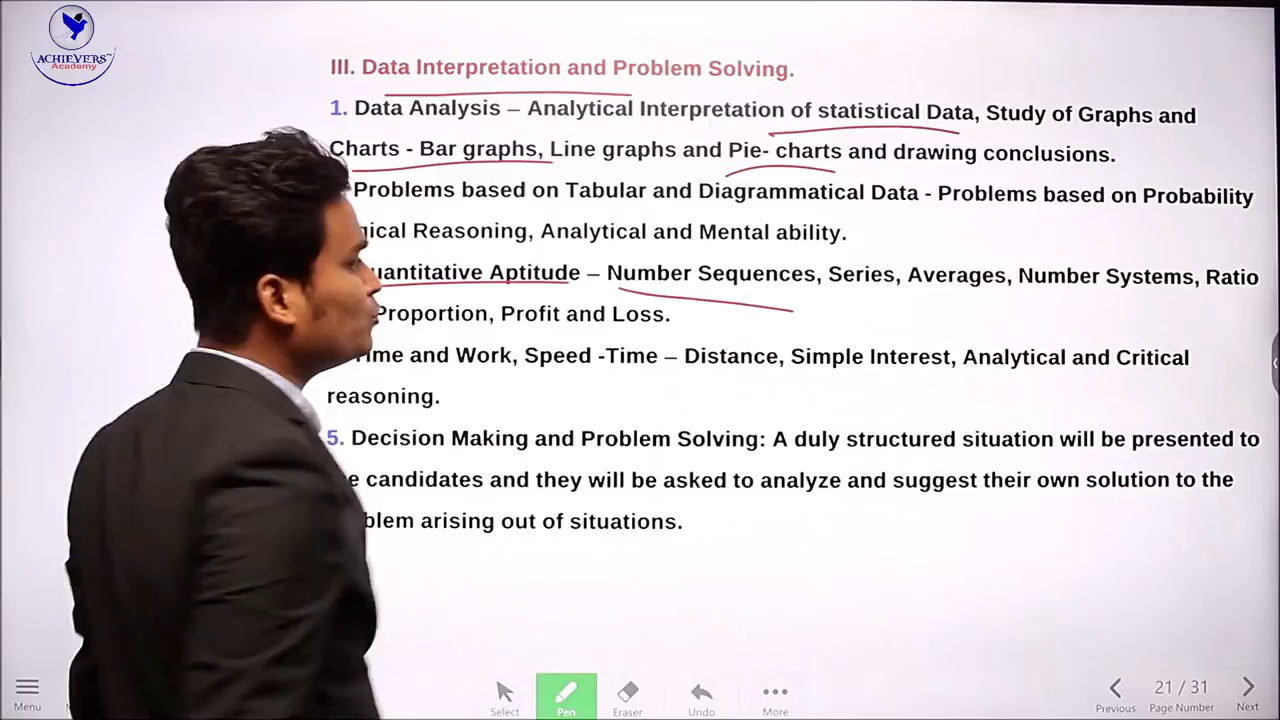 ACHIEVERS
Academy
III. Data Interpretation and Problem Solving.
1. Data Analysis – Analytical Interpretation of statistical Data, Study of Graphs and
Charts - Bar graphs, Line graphs and Pie- charts and drawing conclusions.
Problems based on Tabular and Diagrammatical Data - Problems based on Probability
Reasoning, Analytical and Mental ability.
Aptitude – Number Sequences, Series, Averages, Number Systems, Ratio
Proportion, Profit and Loss.
Time and Work, Speed -Time – Distance, Simple Interest, Analytical and Critical
reasoning.
5. Decision Making and Problem Solving: A duly structured situation will be presented to
candidates and they will be asked to analyze and suggest their own solution to the
arising out of situations.
Menu
Select
Pen
Eraser
Undo
More
Previous
21 / 31
Page Number
Next